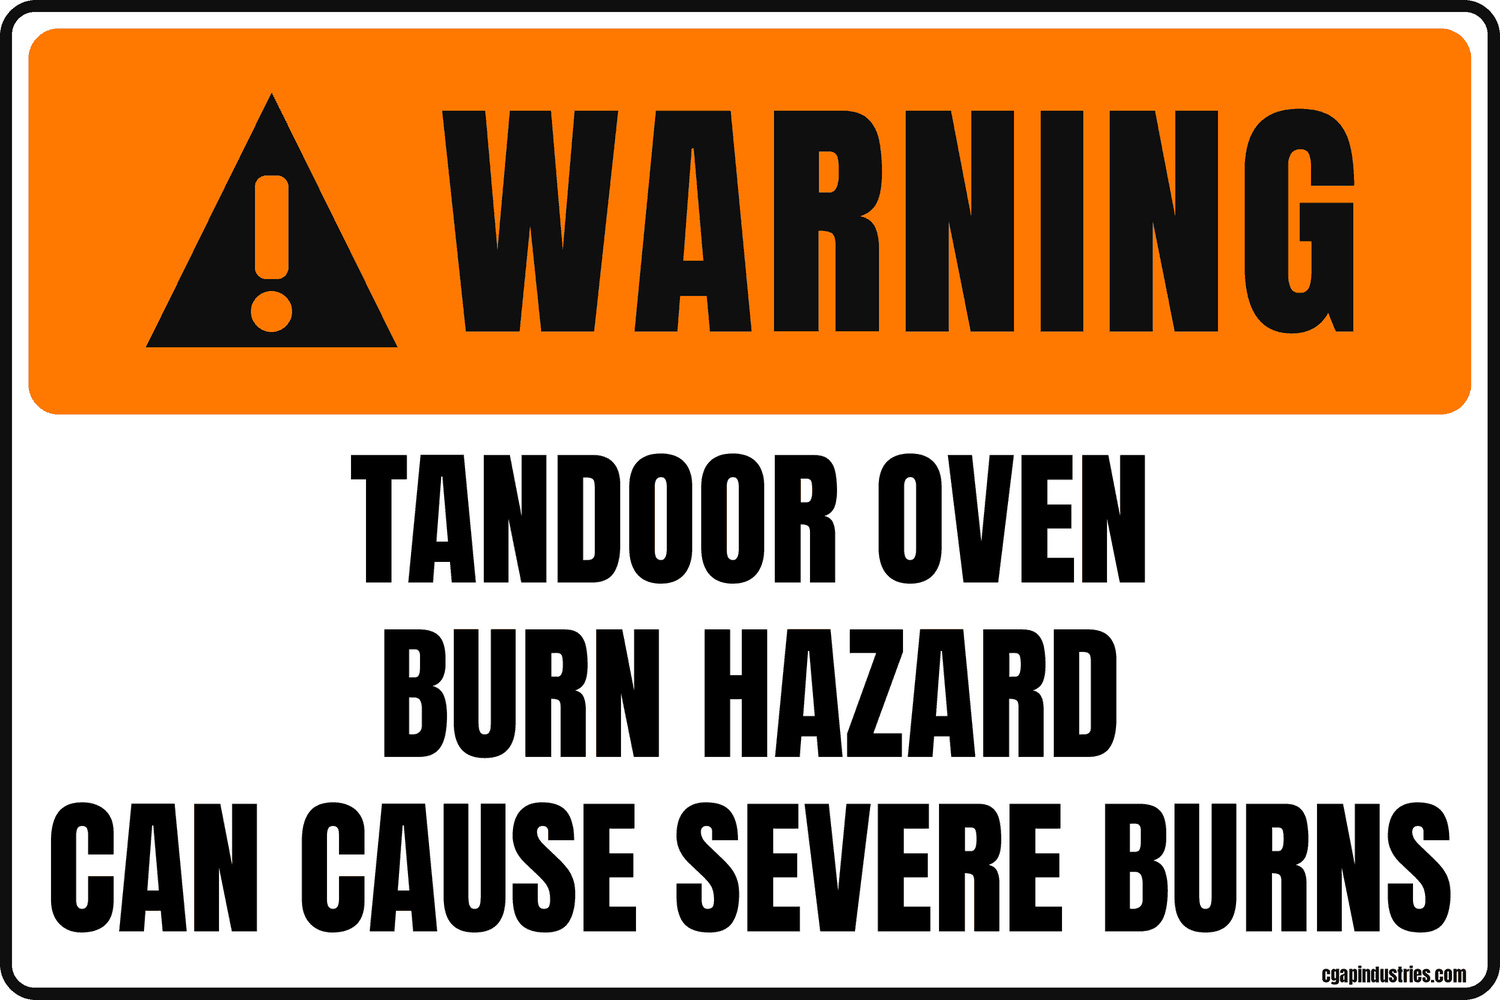 WARNING
TANDOOR OVEN
BURN HAZARD
CAN CAUSE SEVERE BURNS
cgapindustries.com